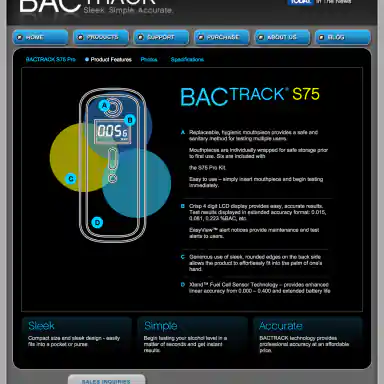 BACTRACK
Sleek. Simple. Accurate.
TODAY In The News
HOME
PRODUCTS
SUPPORT
PURCHASE
ABOUT US
BLOG
BACTRACK S75 Pro
Product Features
Photos
Specifications
BACTRACK® S75
A Replaceable, hygienic mouthpiece provides a safe and
sanitary method for testing multiple users.
Mouthpieces are individually wrapped for safe storage prior
to first use. Six are included with
the S75 Pro Kit.
Easy to use – simply insert mouthpiece and begin testing
immediately.
B Crisp 4 digit LCD display provides easy, accurate results.
Test results displayed in extended accuracy format: 0.015,
0.081, 0.223 %BAC, etc.
EasyView™ alert notices provide maintenance and test
alerts to users.
C Generous use of sleek, rounded edges on the back side
allows the product to effortlessly fit into the palm of one's
hand.
D Xtend™ Fuel Cell Sensor Technology – provides enhanced
linear accuracy from 0.000 – 0.400 and extended battery life
A
B
0.056
C
D
Sleek
Compact size and sleek design - easily
fits into a pocket or purse
Simple
Begin testing your alcohol level in a
matter of seconds and get instant
results.
Accurate
BACTRACK technology provides
professional accuracy at an affordable
price.
SALES INQUIRIES